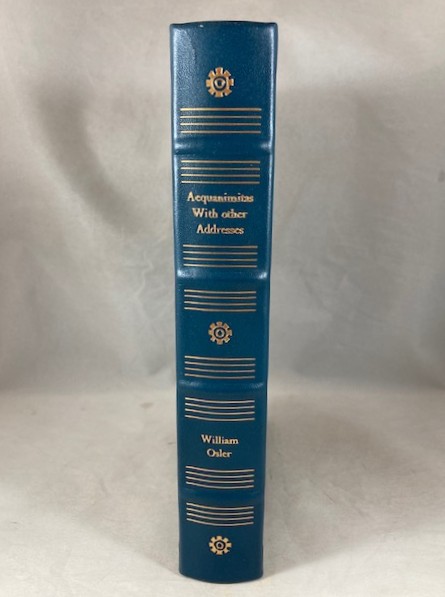 Aequanimitas
With other
Addresses
William
Osler